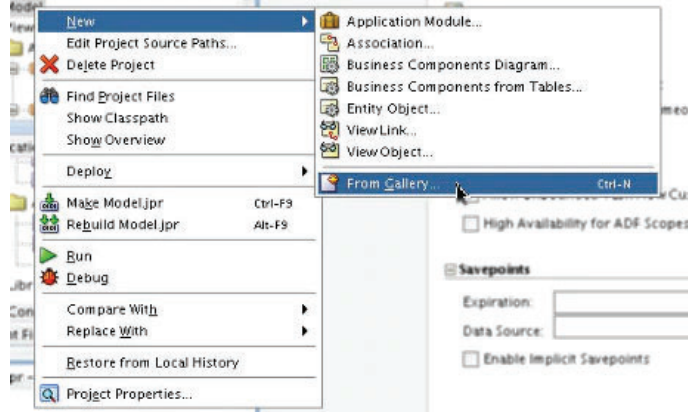 New
Edit Project Source Paths...
Delete Project
Find Project Files
Show Classpath
Show Overview
Deploy
Make Model.jpr Ctrl-F9
Rebuild Model.jpr Alt-F9
Run
Debug
Compare With
Replace With
Restore from Local History
Project Properties...
Application Module...
Association...
Business Components Diagram...
Business Components from Tables...
Entity Object...
View Link...
View Object...
From Gallery... Ctrl-N
High Availability for ADF Scopes
Savepoints
Expiration:
Data Source:
Enable Implicit Savepoints